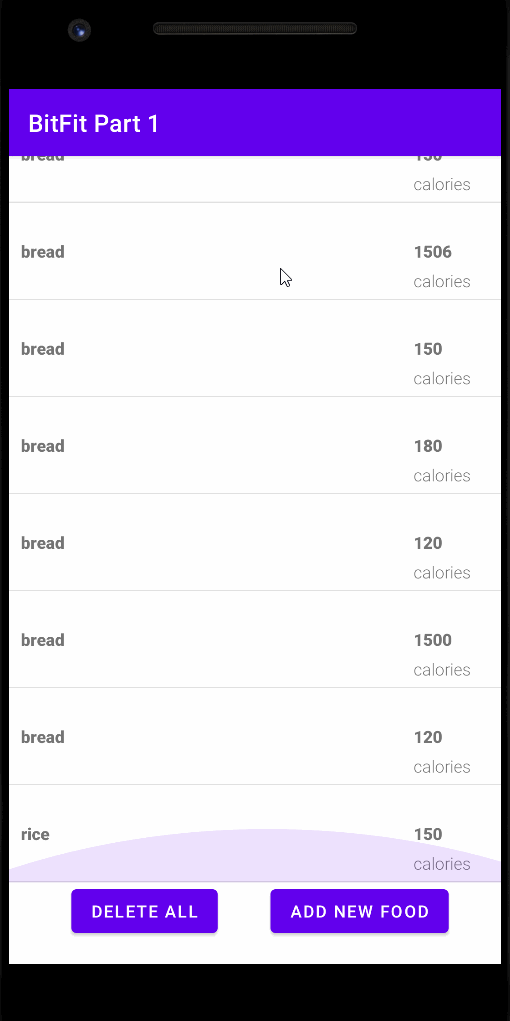 BitFit Part 1
bread 150
calories
bread 1506
calories
bread 150
calories
bread 180
calories
bread 120
calories
bread 1500
calories
bread 120
calories
rice 150
calories
DELETE ALL ADD NEW FOOD